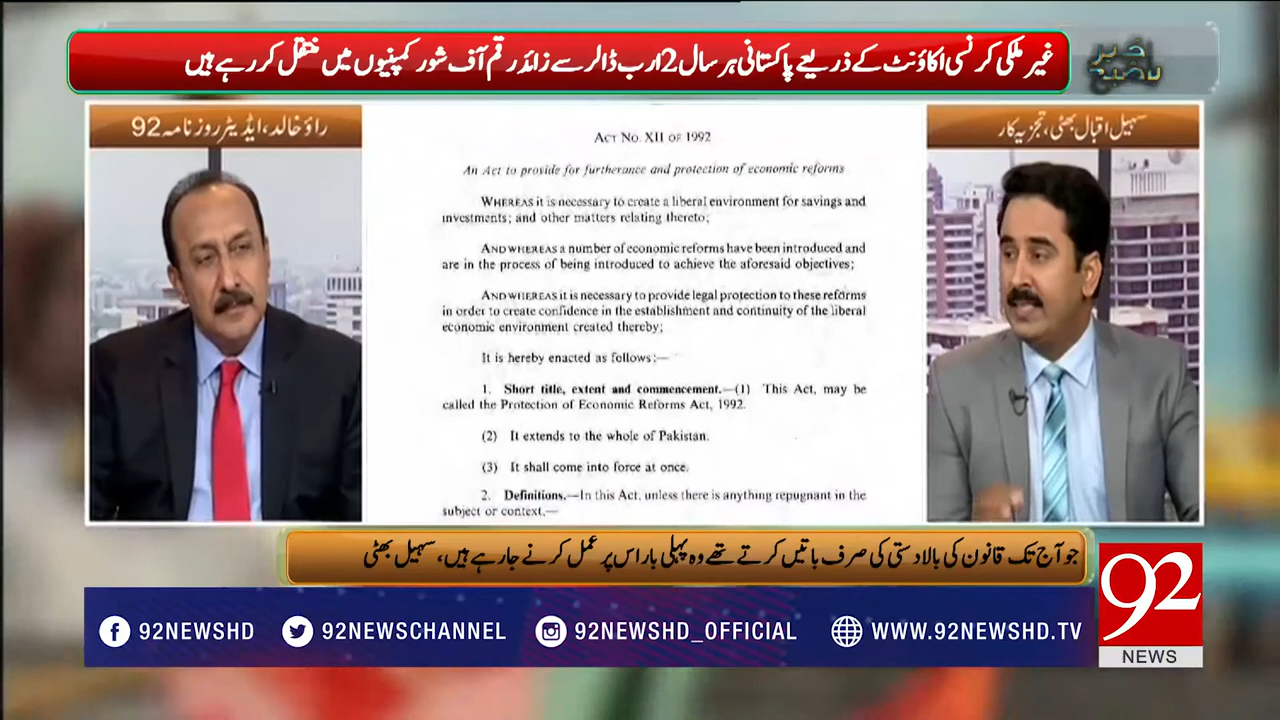 غیر ملکی کرنسی اکاؤنٹ کے ذریعے پاکستانی ہر سال 2 ارب ڈالر سے زائد رقم آف شور کمپنیوں میں منتقل کر رہے ہیں
راؤ خالد، ایڈیٹر روزنامہ 92
سہیل اقبال بھٹی، تجزیہ کار
ACT No. XII OF 1992
An Act to provide for furtherance and protection of economic reforms
WHEREAS it is necessary to create a liberal environment for savings and
investments; and other matters relating thereto;
AND WHEREAS a number of economic reforms have been introduced and
are in the process of being introduced to achieve the aforesaid objectives;
AND WHEREAS it is necessary to provide legal protection to these reforms
in order to create confidence in the establishment and continuity of the liberal
economic environment created thereby;
It is hereby enacted as follows:—
1. Short title, extent and commencement.—(1) This Act, may be
called the Protection of Economic Reforms Act, 1992.
(2) It extends to the whole of Pakistan.
(3) It shall come into force at once.
2. Definitions.—In this Act, unless there is anything repugnant in the
subject or context,—
جو آج تک قانون کی بالادستی کی صرف باتیں کرتے تھے وہ پہلی بار اس پر عمل کرنے جا رہے ہیں، سہیل بھٹی
92NEWSHD 92NEWSCHANNEL 92NEWSHD_OFFICIAL WWW.92NEWSHD.TV
92
NEWS